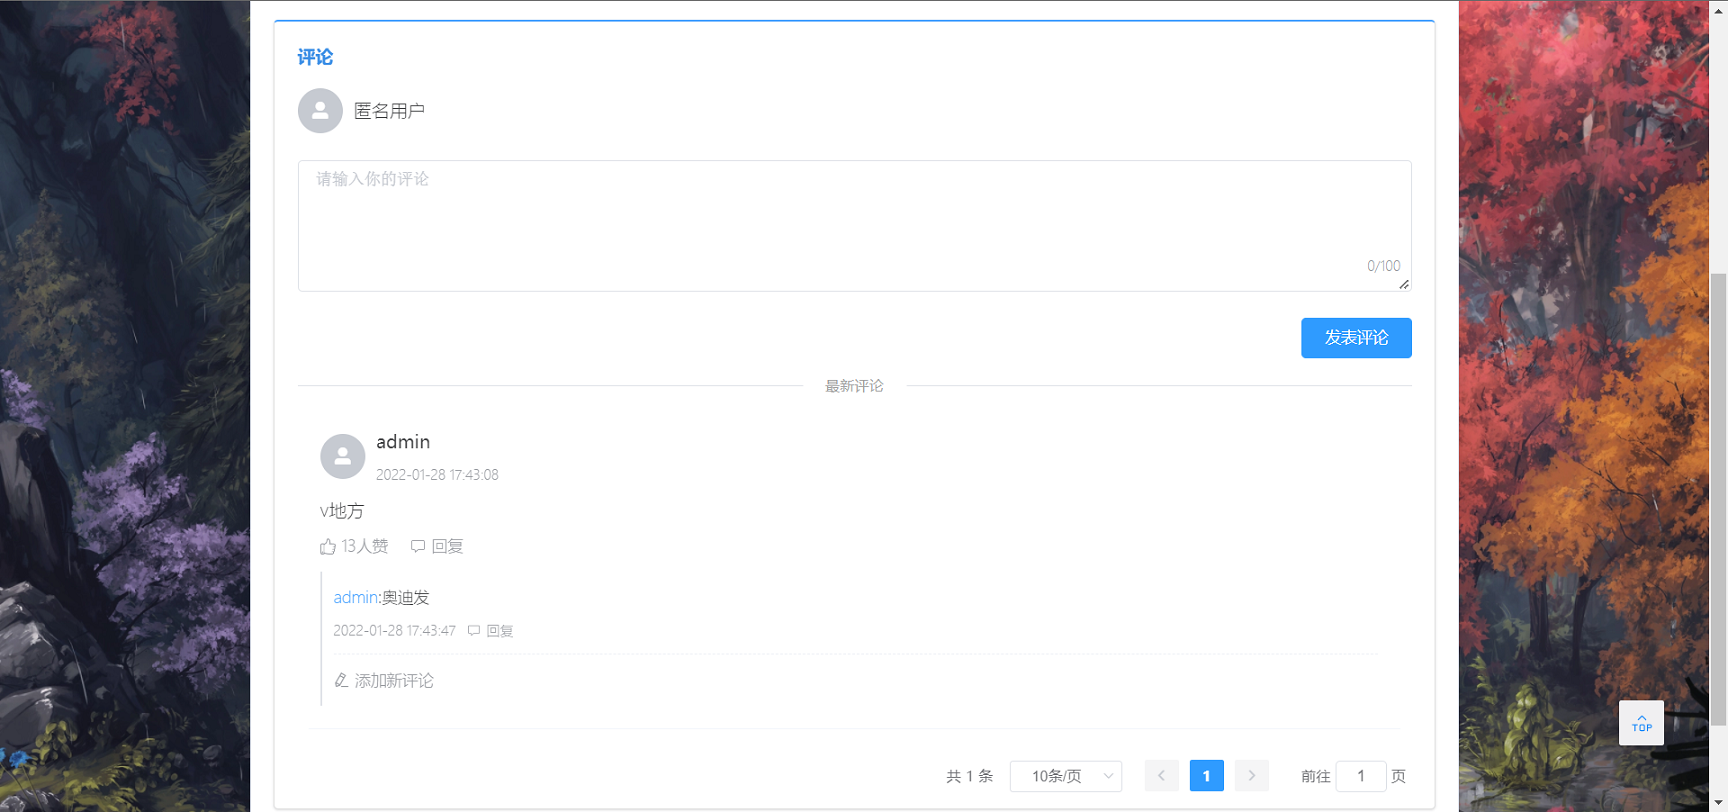 评论
匿名用户
请输入你的评论
0/100
发表评论
最新评论
admin
2022-01-28 17:43:08
v地方
13人赞 回复
admin:奥迪发
2022-01-28 17:43:47 回复
添加新评论
TOP
共 1 条 10条/页 1 前往 1 页